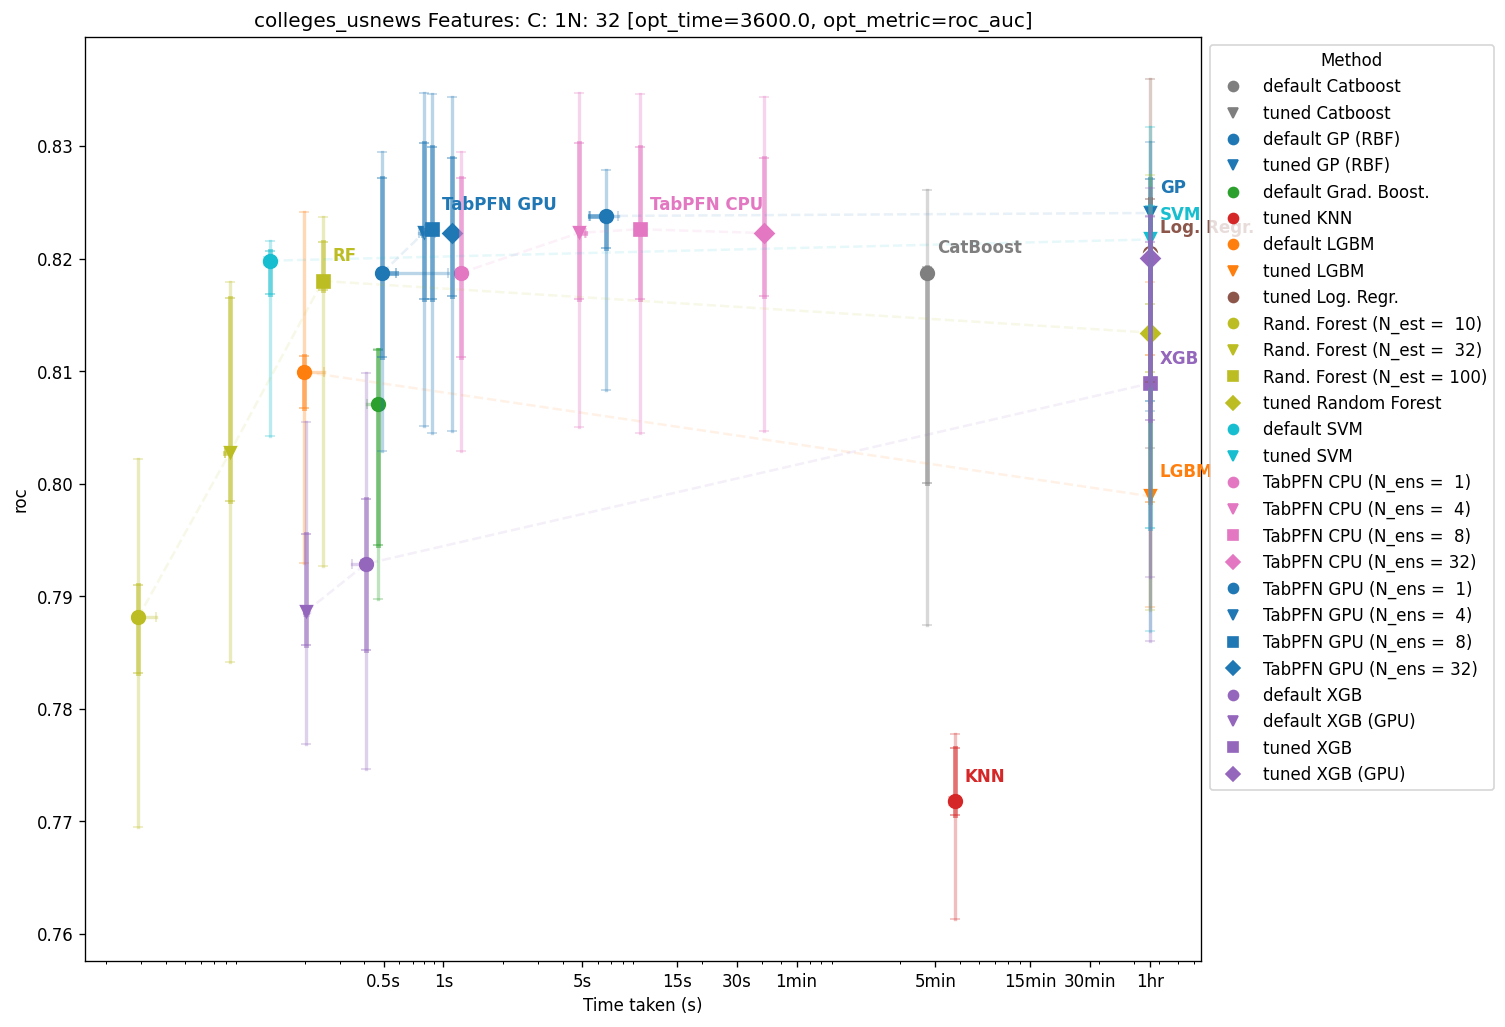 colleges_usnews Features: C: 1N: 32 [opt_time=3600.0, opt_metric=roc_auc]
roc
0.83
0.82
0.81
0.80
0.79
0.78
0.77
0.76
GP
SVM
Log. Regr.
TabPFN GPU
TabPFN CPU
CatBoost
RF
XGB
LGBM
KNN
0.5s 1s 5s 15s 30s 1min 5min 15min 30min 1hr
Time taken (s)
Method
default Catboost
tuned Catboost
default GP (RBF)
tuned GP (RBF)
default Grad. Boost.
tuned KNN
default LGBM
tuned LGBM
tuned Log. Regr.
Rand. Forest (N_est =  10)
Rand. Forest (N_est =  32)
Rand. Forest (N_est = 100)
tuned Random Forest
default SVM
tuned SVM
TabPFN CPU (N_ens =  1)
TabPFN CPU (N_ens =  4)
TabPFN CPU (N_ens =  8)
TabPFN CPU (N_ens = 32)
TabPFN GPU (N_ens =  1)
TabPFN GPU (N_ens =  4)
TabPFN GPU (N_ens =  8)
TabPFN GPU (N_ens = 32)
default XGB
default XGB (GPU)
tuned XGB
tuned XGB (GPU)